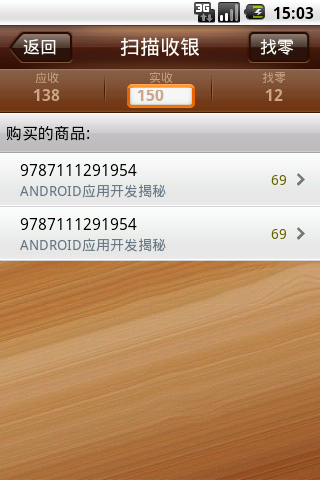 3G 15:03
返回 扫描收银 找零
应收 实收 找零
138 150 12
购买的商品:
9787111291954
ANDROID应用开发揭秘
69
9787111291954
ANDROID应用开发揭秘
69